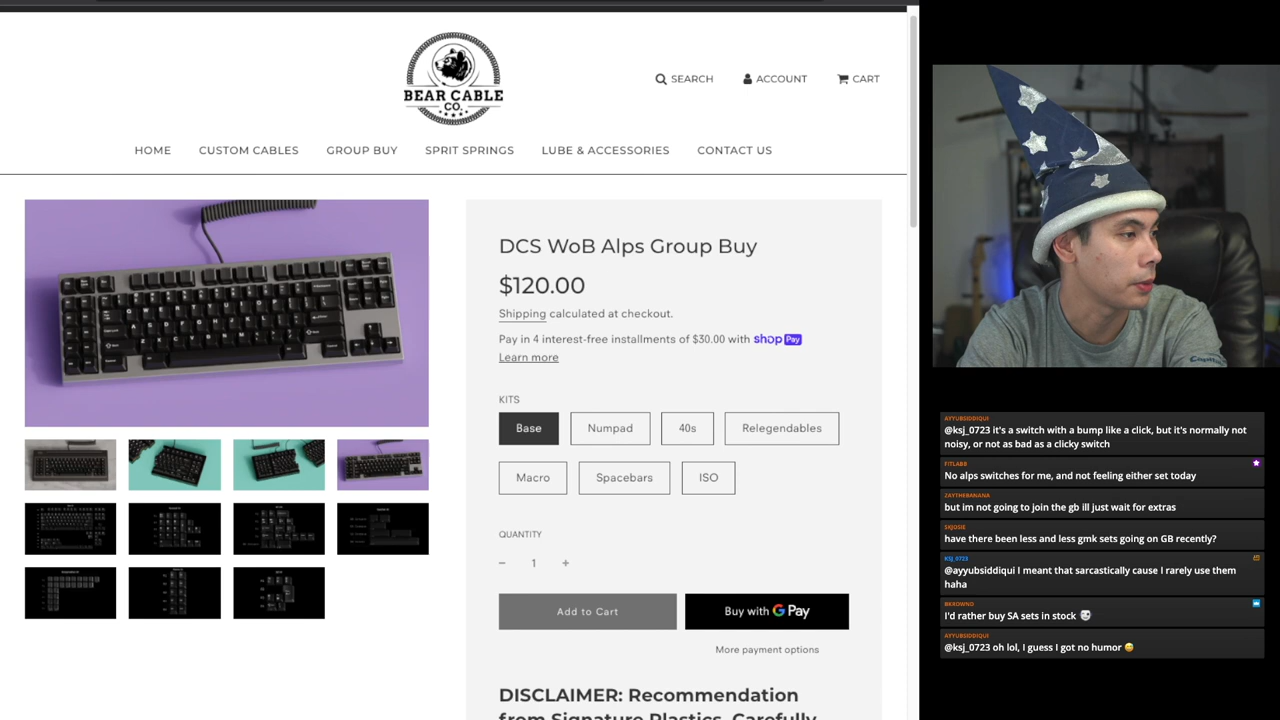 BEAR CABLE
CO.
SEARCH
ACCOUNT
CART
HOME
CUSTOM CABLES
GROUP BUY
SPRIT SPRINGS
LUBE & ACCESSORIES
CONTACT US
DCS WoB Alps Group Buy
$120.00
Shipping calculated at checkout.
Pay in 4 interest-free installments of $30.00 with shop Pay
Learn more
KITS
Base
Numpad
40s
Relegendables
Macro
Spacebars
ISO
QUANTITY
− 1 +
Add to Cart
Buy with G Pay
More payment options
DISCLAIMER: Recommendation
from Signature Plastics. Carefully
AYYUBSIDDIQUI
@ksj_0723 it's a switch with a bump like a click, but it's normally not
noisy, or not as bad as a clicky switch
FITLABB
No alps switches for me, and not feeling either set today
ZAYTHEBANANA
but im not going to join the gb ill just wait for extras
SKJOSIE
have there been less and less gmk sets going on GB recently?
KSJ_0723
@ayyubsiddiqui I meant that sarcastically cause I rarely use them
haha
BKROWNO
I'd rather buy SA sets in stock
AYYUBSIDDIQUI
@ksj_0723 oh lol, I guess I got no humor